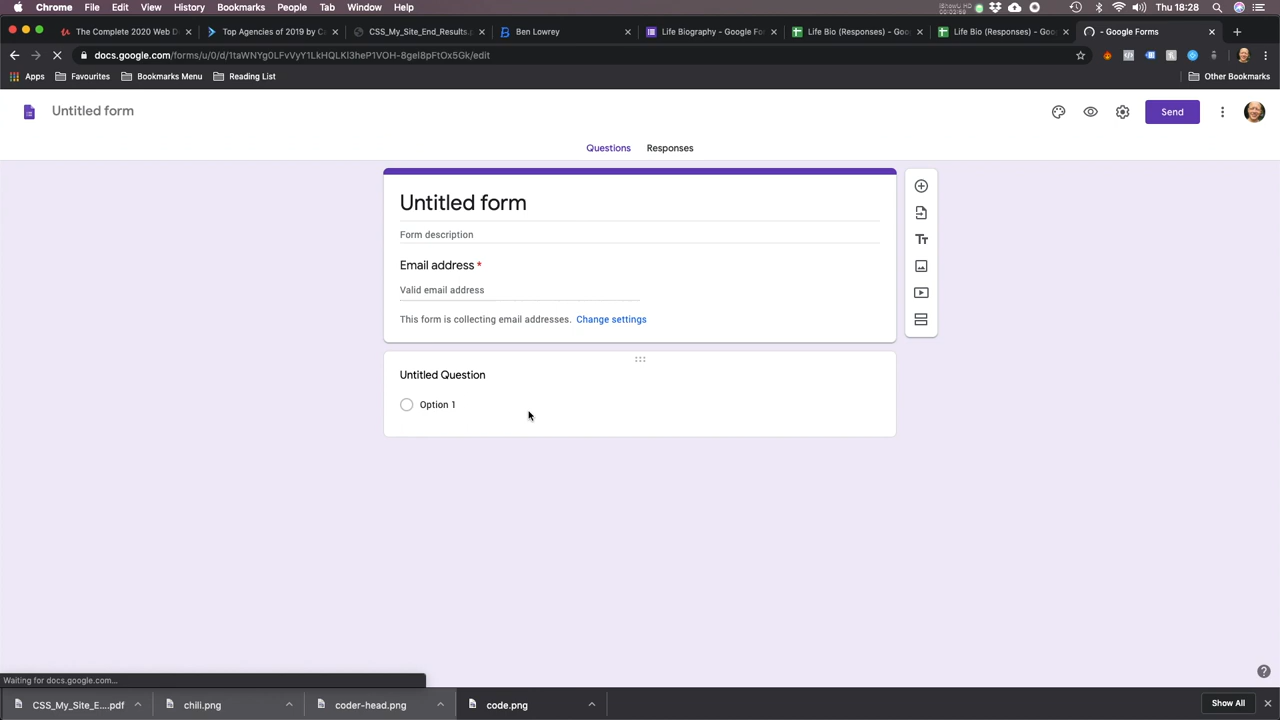 Chrome File Edit View History Bookmarks People Tab Window Help
Thu 18:28
The Complete 2020 Web D
Top Agencies of 2019 by C
CSS_My_Site_End_Results.p
Ben Lowrey
Life Biography - Google For
Life Bio (Responses) - Goo
Life Bio (Responses) - Goo
- Google Forms
docs.google.com/forms/u/0/d/1taWNYg0LFvVyY1LkHQLKI3heP1VOH-8geI8pFtOx5Gk/edit
Apps Favourites Bookmarks Menu Reading List Other Bookmarks
Untitled form
Send
Questions Responses
Untitled form
Form description
Email address *
Valid email address
This form is collecting email addresses. Change settings
Untitled Question
Option 1
Waiting for docs.google.com...
CSS_My_Site_E....pdf
chili.png
coder-head.png
code.png
Show All